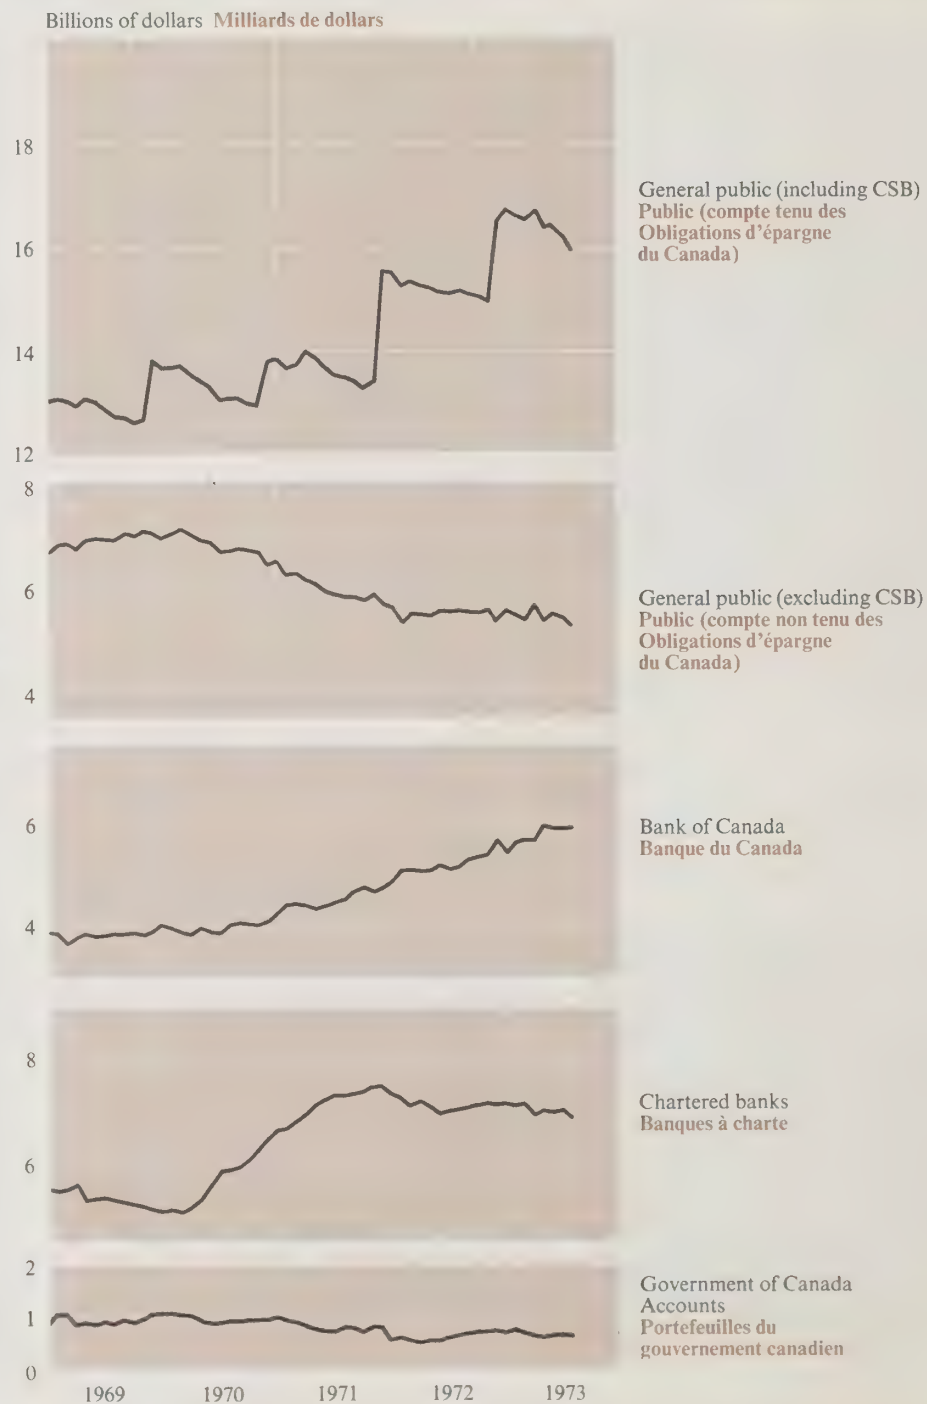 Billions of dollars Milliards de dollars
18
16
14
12
General public (including CSB)
Public (compte tenu des
Obligations d'épargne
du Canada)
8
6
4
General public (excluding CSB)
Public (compte non tenu des
Obligations d'épargne
du Canada)
6
4
Bank of Canada
Banque du Canada
8
6
Chartered banks
Banques à charte
2
1
0
Government of Canada
Accounts
Portefeuilles du
gouvernement canadien
1969 1970 1971 1972 1973